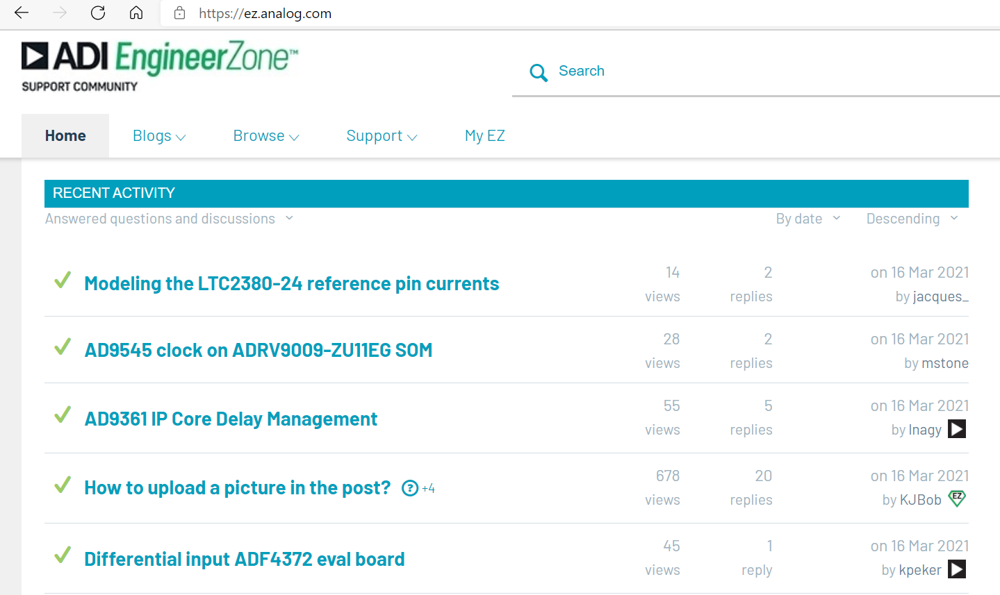 https://ez.analog.com
ADI EngineerZone™
SUPPORT COMMUNITY
Search
Home Blogs Browse Support My EZ
RECENT ACTIVITY
Answered questions and discussions By date Descending
Modeling the LTC2380-24 reference pin currents 14 views 2 replies on 16 Mar 2021 by jacques_
AD9545 clock on ADRV9009-ZU11EG SOM 28 views 2 replies on 16 Mar 2021 by mstone
AD9361 IP Core Delay Management 55 views 5 replies on 16 Mar 2021 by lnagy
How to upload a picture in the post? ? +4 678 views 20 replies on 16 Mar 2021 by KJBob EZ
Differential input ADF4372 eval board 45 views 1 reply on 16 Mar 2021 by kpeker